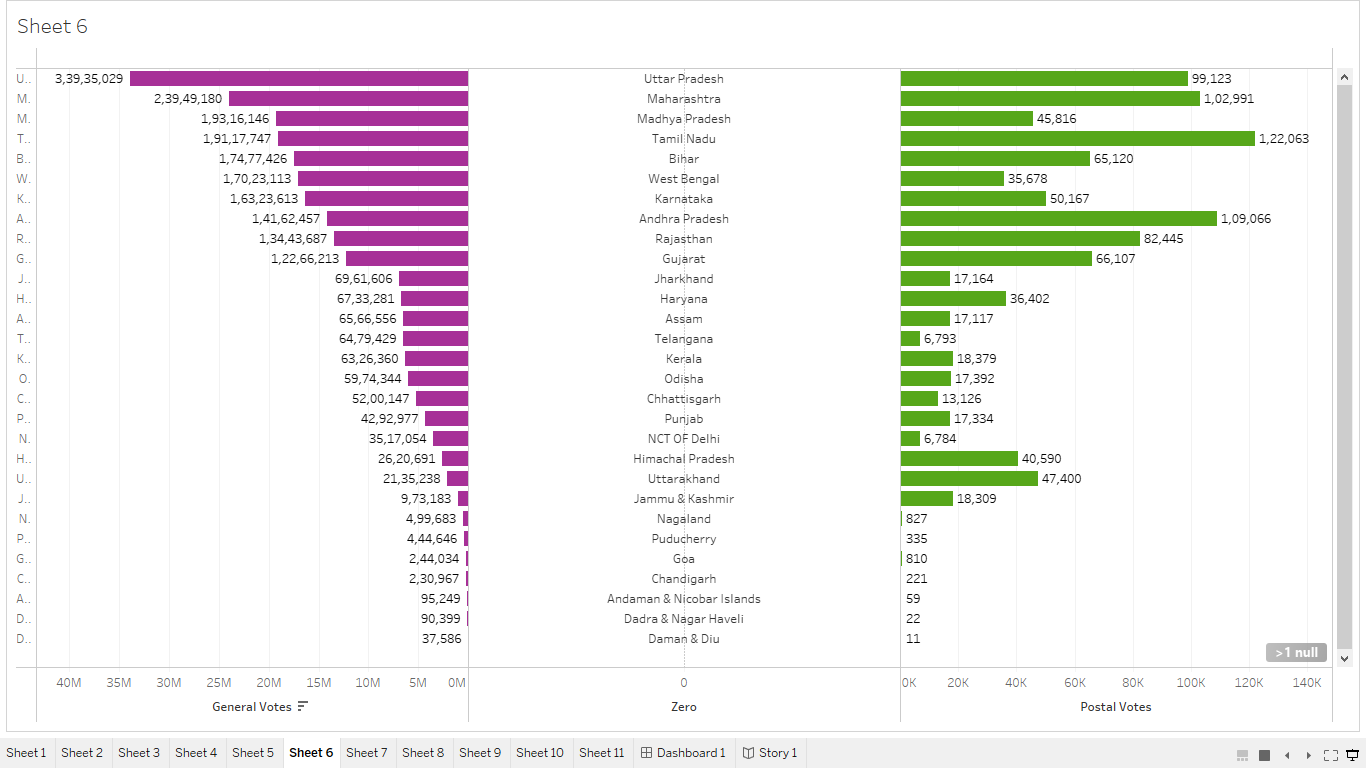 Sheet 6
U.. 3,39,35,029 Uttar Pradesh 99,123
M. 2,39,49,180 Maharashtra 1,02,991
M. 1,93,16,146 Madhya Pradesh 45,816
T.. 1,91,17,747 Tamil Nadu 1,22,063
B.. 1,74,77,426 Bihar 65,120
W. 1,70,23,113 West Bengal 35,678
K.. 1,63,23,613 Karnataka 50,167
A.. 1,41,62,457 Andhra Pradesh 1,09,066
R.. 1,34,43,687 Rajasthan 82,445
G.. 1,22,66,213 Gujarat 66,107
J.. 69,61,606 Jharkhand 17,164
H.. 67,33,281 Haryana 36,402
A.. 65,66,556 Assam 17,117
T.. 64,79,429 Telangana 6,793
K.. 63,26,360 Kerala 18,379
O. 59,74,344 Odisha 17,392
C.. 52,00,147 Chhattisgarh 13,126
P.. 42,92,977 Punjab 17,334
N. 35,17,054 NCT OF Delhi 6,784
H.. 26,20,691 Himachal Pradesh 40,590
U.. 21,35,238 Uttarakhand 47,400
J.. 9,73,183 Jammu & Kashmir 18,309
N. 4,99,683 Nagaland 827
P.. 4,44,646 Puducherry 335
G.. 2,44,034 Goa 810
C.. 2,30,967 Chandigarh 221
A.. 95,249 Andaman & Nicobar Islands 59
D.. 90,399 Dadra & Nagar Haveli 22
D.. 37,586 Daman & Diu 11
>1 null
40M 35M 30M 25M 20M 15M 10M 5M 0M 0 0K 20K 40K 60K 80K 100K 120K 140K
General Votes Zero Postal Votes
Sheet 1 Sheet 2 Sheet 3 Sheet 4 Sheet 5 Sheet 6 Sheet 7 Sheet 8 Sheet 9 Sheet 10 Sheet 11 Dashboard 1 Story 1